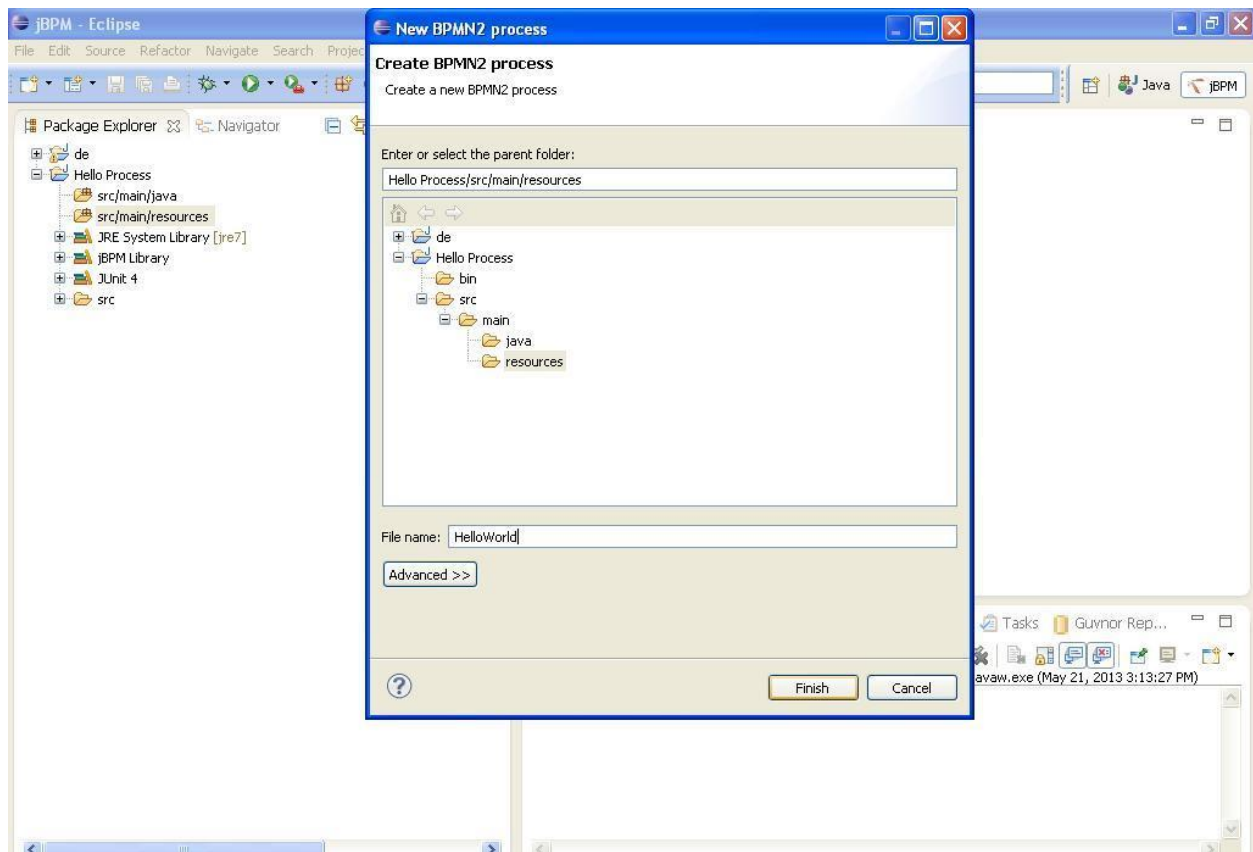 jBPM - Eclipse
File Edit Source Refactor Navigate Search Projec
Java
jBPM
Package Explorer
Navigator
de
Hello Process
src/main/java
src/main/resources
JRE System Library [jre7]
jBPM Library
JUnit 4
src
New BPMN2 process
Create BPMN2 process
Create a new BPMN2 process
Enter or select the parent folder:
Hello Process/src/main/resources
de
Hello Process
bin
src
main
java
resources
File name: HelloWorld
Advanced >>
Finish
Cancel
Tasks
Guvnor Rep...
avaw.exe (May 21, 2013 3:13:27 PM)